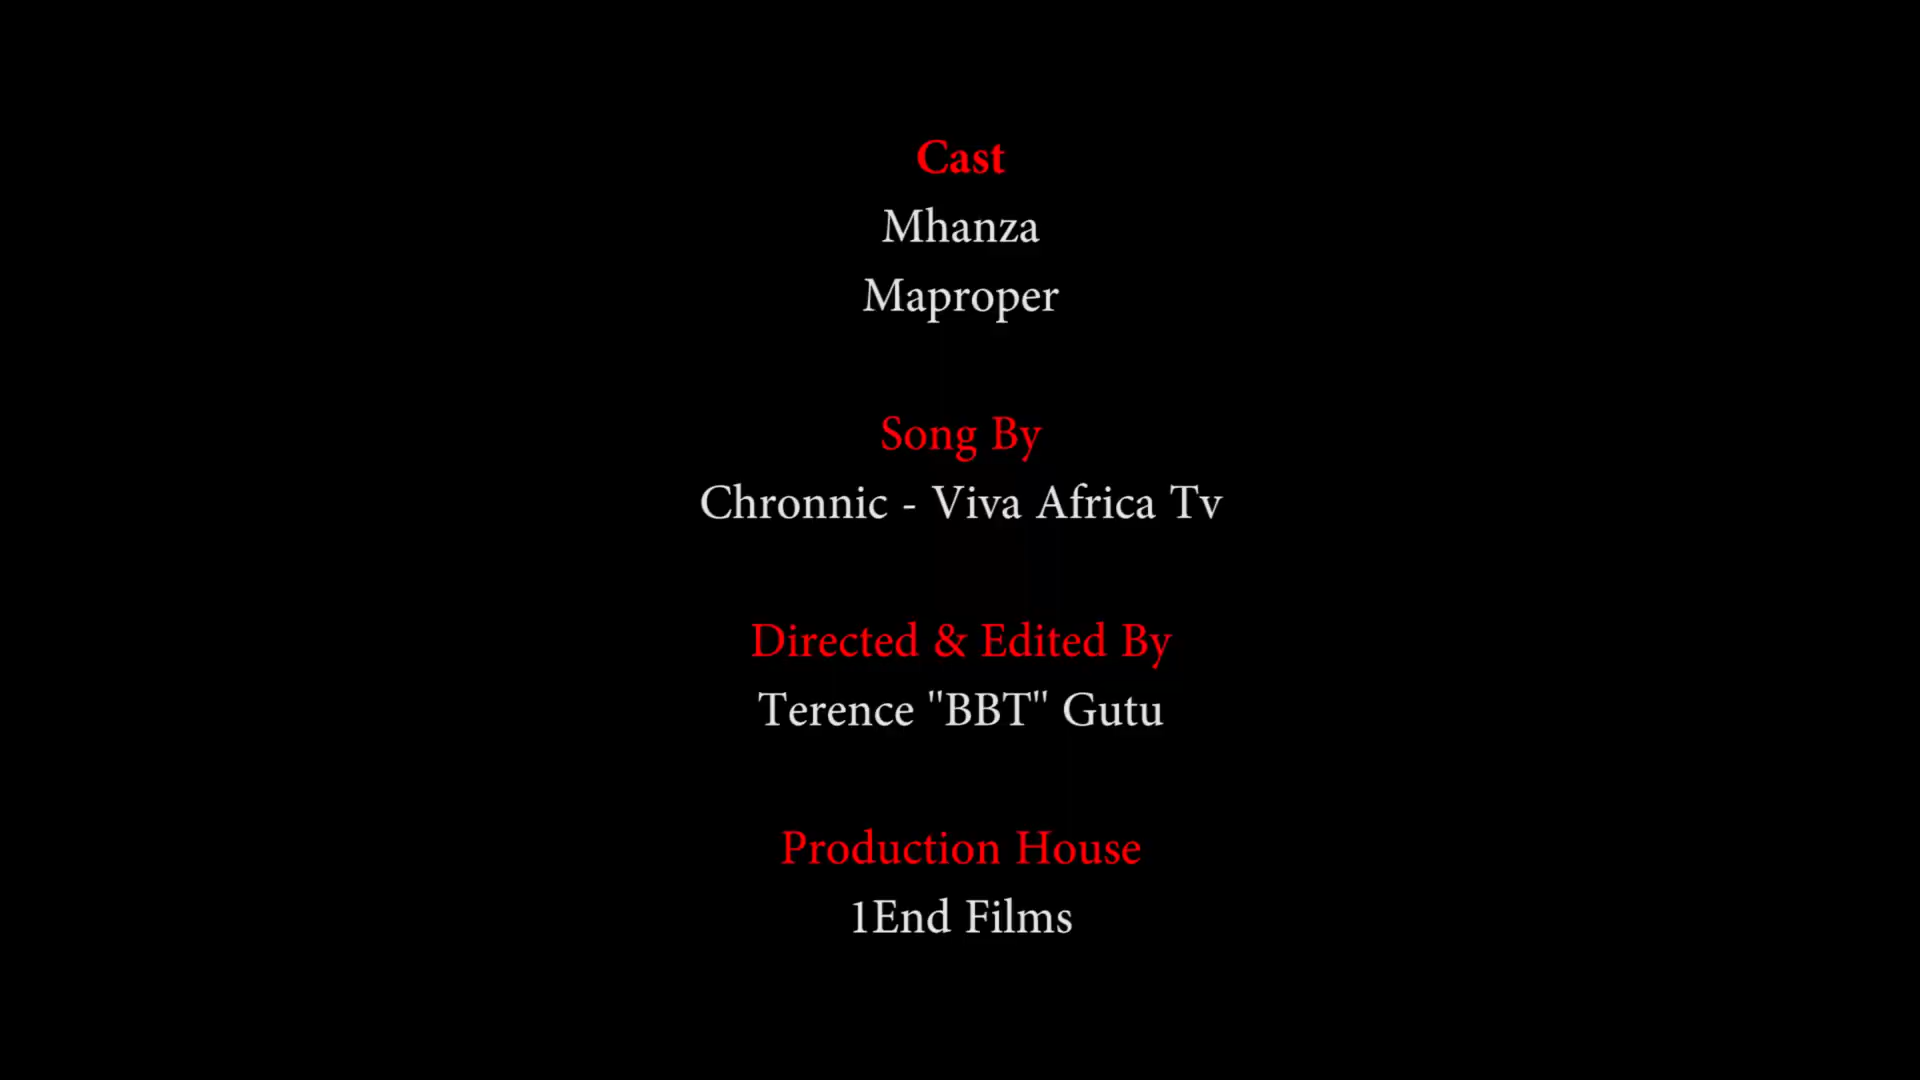 Cast
Mhanza
Maproper
Song By
Chronnic - Viva Africa Tv
Directed & Edited By
Terence "BBT" Gutu
Production House
1End Films